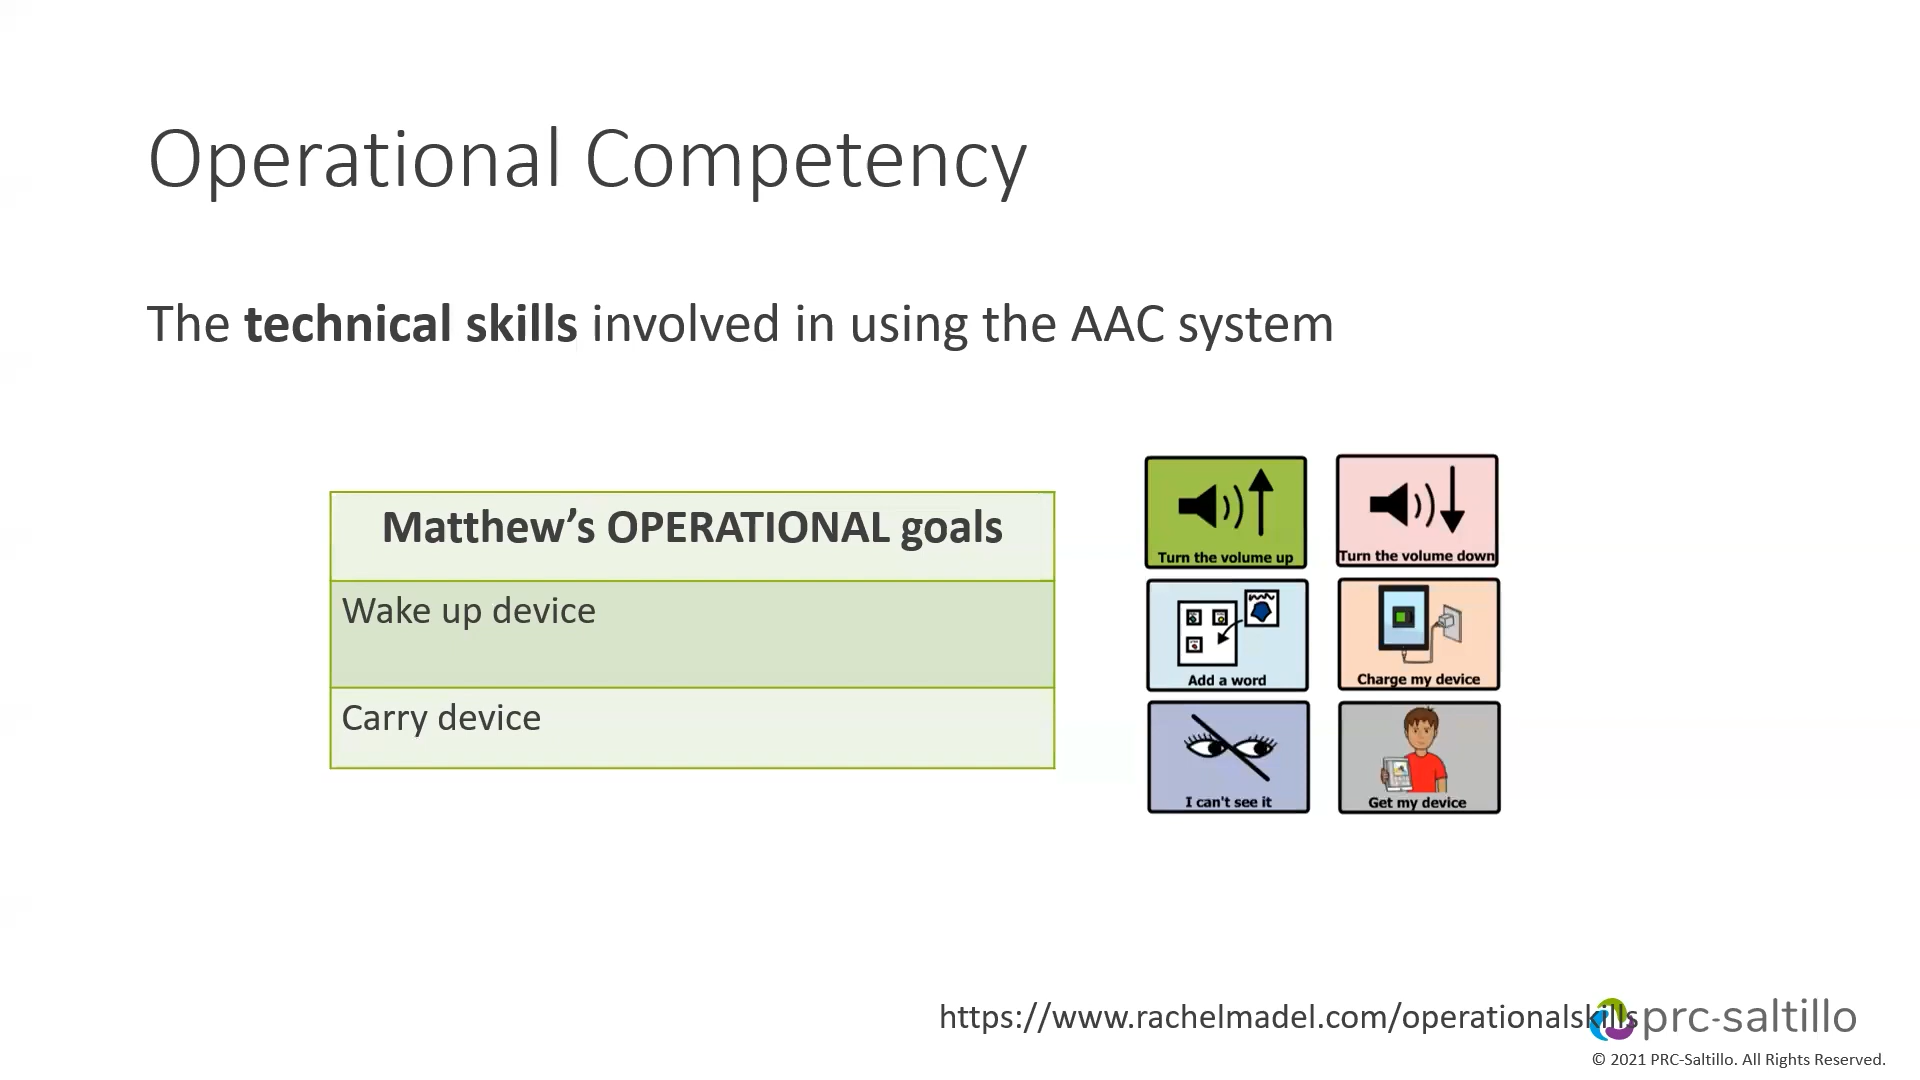 Operational Competency
The technical skills involved in using the AAC system
Matthew’s OPERATIONAL goals
Wake up device
Carry device
Turn the volume up
Turn the volume down
Add a word
Charge my device
I can't see it
Get my device
https://www.rachelmadel.com/operationalskills
prc-saltillo
© 2021 PRC-Saltillo. All Rights Reserved.